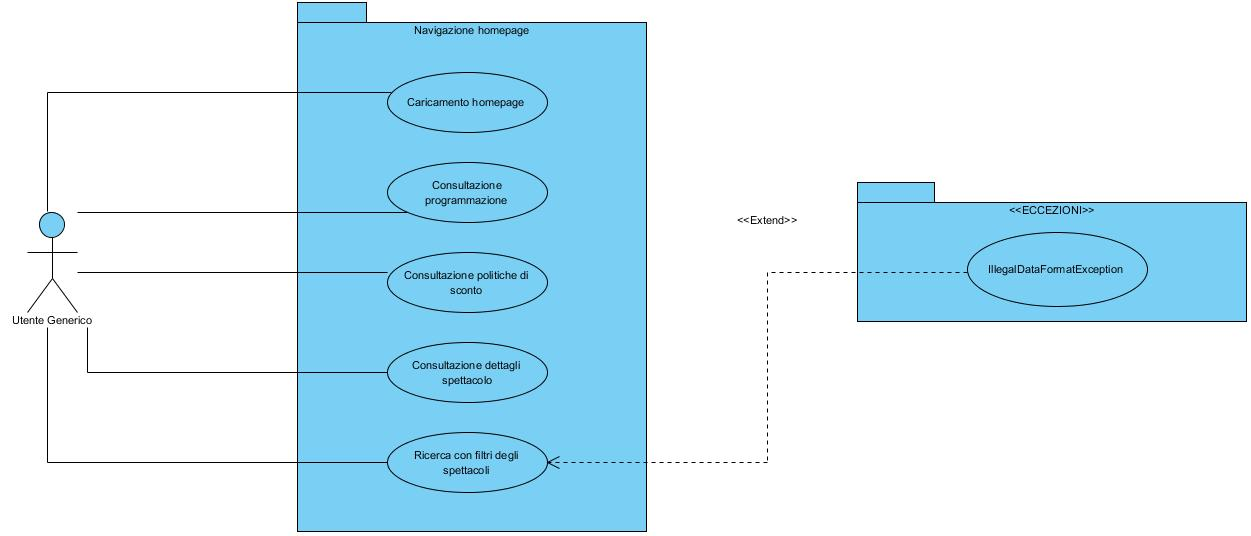 Navigazione homepage
Caricamento homepage
Consultazione
programmazione
Consultazione politiche di
sconto
Consultazione dettagli
spettacolo
Ricerca con filtri degli
spettacoli
Utente Generico
<<Extend>>
<<ECCEZIONI>>
IllegalDataFormatException